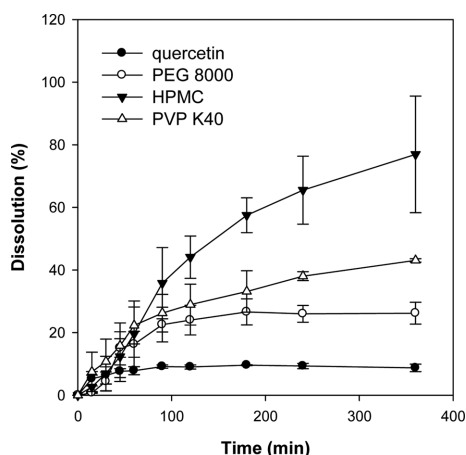 120
100
80
60
40
20
0
Dissolution (%)
quercetin
PEG 8000
HPMC
PVP K40
0 100 200 300 400
Time (min)